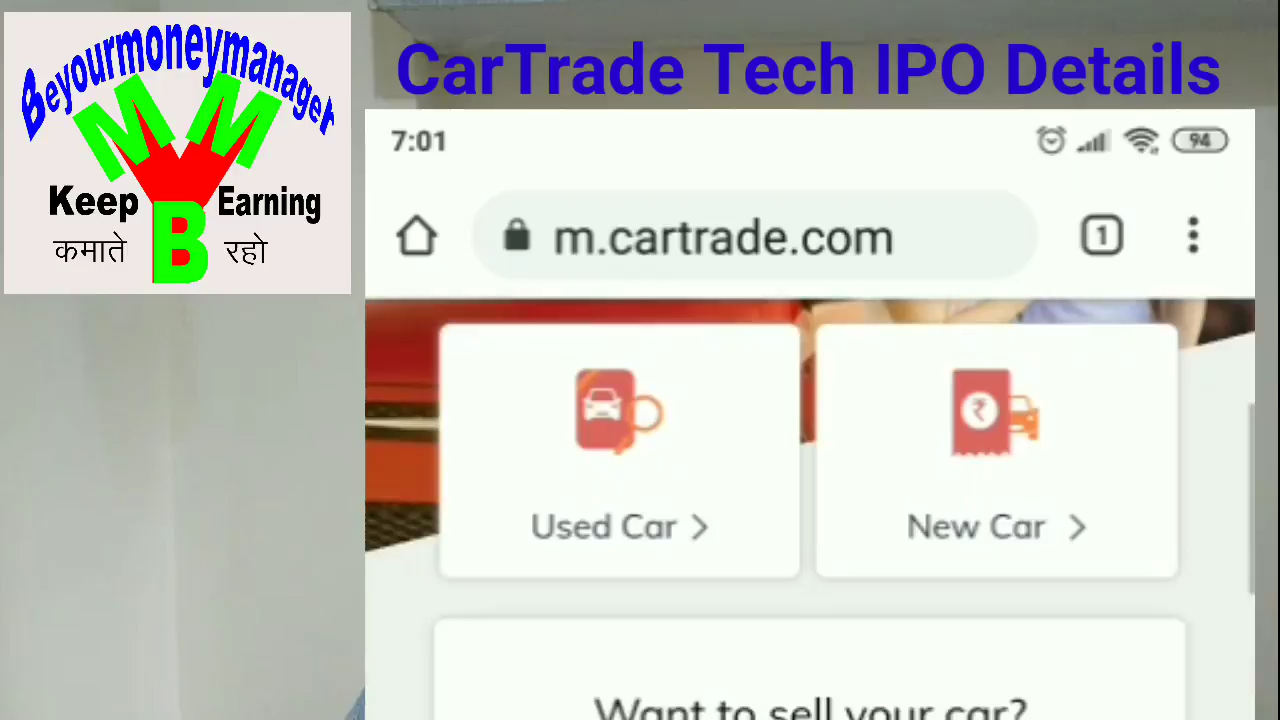 Beyourmoneymanager
MM
Keep B Earning
कमाते रहो
CarTrade Tech IPO Details
7:01
94
m.cartrade.com
1
₹
Used Car >
New Car >
Want to sell your car?